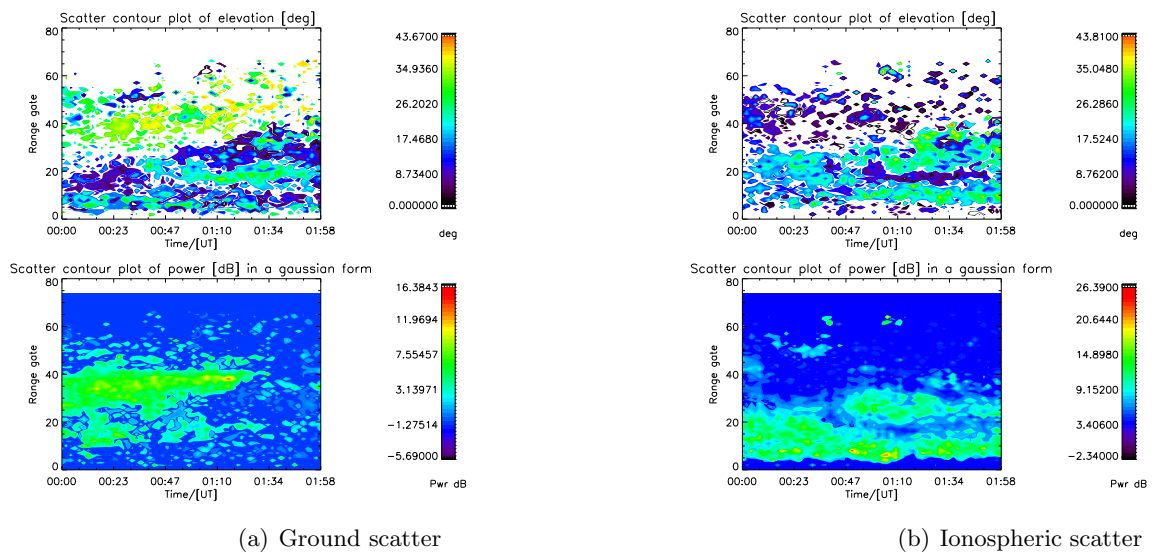 Scatter contour plot of elevation [deg]
80
60
40
20
0
Range gate
00:00 00:23 00:47 01:10 01:34 01:58
Time/[UT]
43.6700
34.9360
26.2020
17.4680
8.73400
0.000000
deg
Scatter contour plot of power [dB] in a gaussian form
80
60
40
20
0
Range gate
00:00 00:23 00:47 01:10 01:34 01:58
Time/[UT]
16.3843
11.9694
7.55457
3.13971
-1.27514
-5.69000
Pwr dB
(a) Ground scatter
Scatter contour plot of elevation [deg]
80
60
40
20
0
Range gate
00:00 00:23 00:47 01:10 01:34 01:58
Time/[UT]
43.8100
35.0480
26.2860
17.5240
8.76200
0.000000
deg
Scatter contour plot of power [dB] in a gaussian form
80
60
40
20
0
Range gate
00:00 00:23 00:47 01:10 01:34 01:58
Time/[UT]
26.3900
20.6440
14.8980
9.15200
3.40600
-2.34000
Pwr dB
(b) Ionospheric scatter